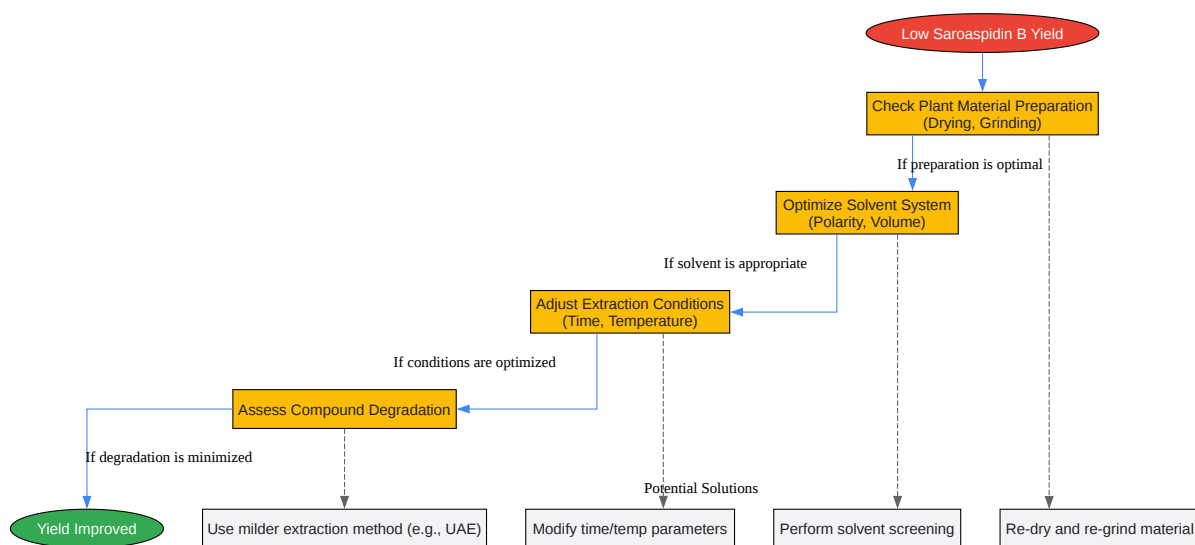 Low Saroaspidin B Yield
Check Plant Material Preparation
(Drying, Grinding)
If preparation is optimal
Optimize Solvent System
(Polarity, Volume)
If solvent is appropriate
Adjust Extraction Conditions
(Time, Temperature)
If conditions are optimized
Assess Compound Degradation
If degradation is minimized
Potential Solutions
Yield Improved
Use milder extraction method (e.g., UAE)
Modify time/temp parameters
Perform solvent screening
Re-dry and re-grind material